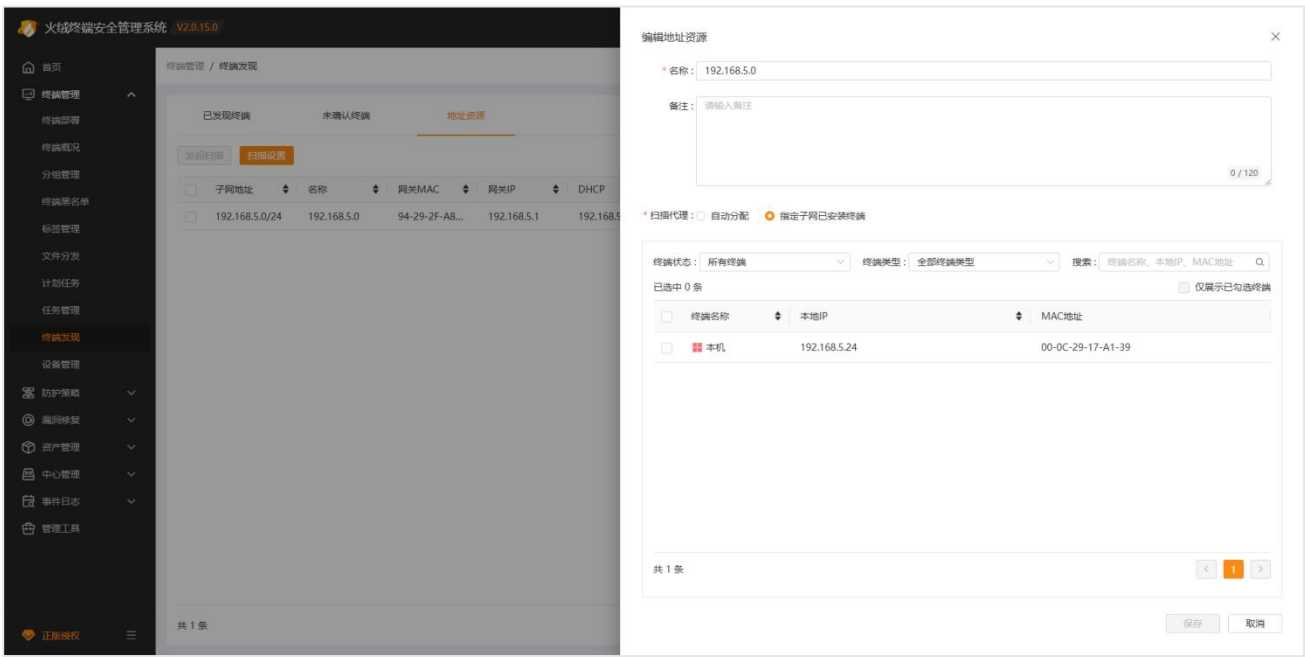 火绒终端安全管理系统 V2.0.15.0
首页
终端管理
终端部署
终端概况
分组管理
终端黑名单
标签管理
文件分发
计划任务
任务管理
终端发现
设备管理
防护策略
漏洞修复
资产管理
中心管理
事件日志
管理工具
正版授权
终端管理 / 终端发现
已发现终端 未确认终端 地址资源
发起扫描 扫描设置
子网地址 名称 网关MAC 网关IP DHCP
192.168.5.0/24 192.168.5.0 94-29-2F-A8... 192.168.5.1 192.168.5
共 1 条
编辑地址资源
* 名称: 192.168.5.0
备注: 请输入备注
0 / 120
* 扫描代理: 自动分配 指定子网已安装终端
终端状态: 所有终端 终端类型: 全部终端类型 搜索: 终端名称、本地IP、MAC地址
已选中 0 条 仅展示已勾选终端
终端名称 本地IP MAC地址
本机 192.168.5.24 00-0C-29-17-A1-39
共 1 条 1
保存 取消